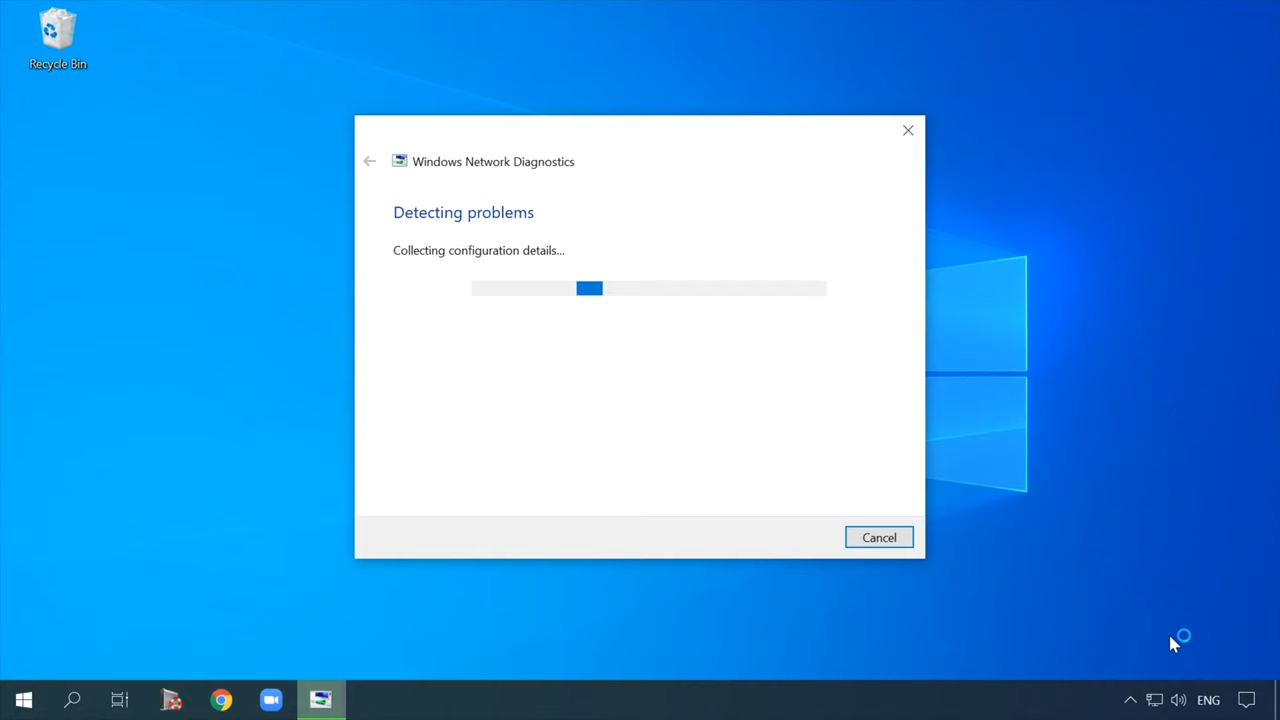 Recycle Bin
Windows Network Diagnostics
Detecting problems
Collecting configuration details...
Cancel
ENG